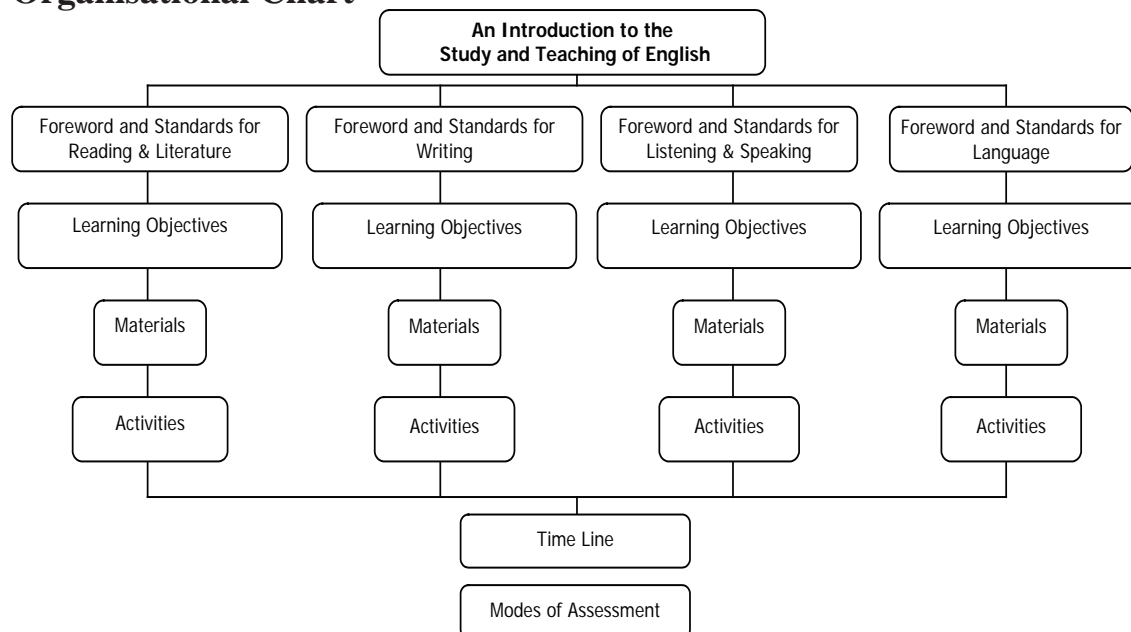 Organisational Chart
An Introduction to the
Study and Teaching of English
Foreword and Standards for
Reading & Literature
Foreword and Standards for
Writing
Foreword and Standards for
Listening & Speaking
Foreword and Standards for
Language
Learning Objectives
Learning Objectives
Learning Objectives
Learning Objectives
Materials
Materials
Materials
Materials
Activities
Activities
Activities
Activities
Time Line
Modes of Assessment